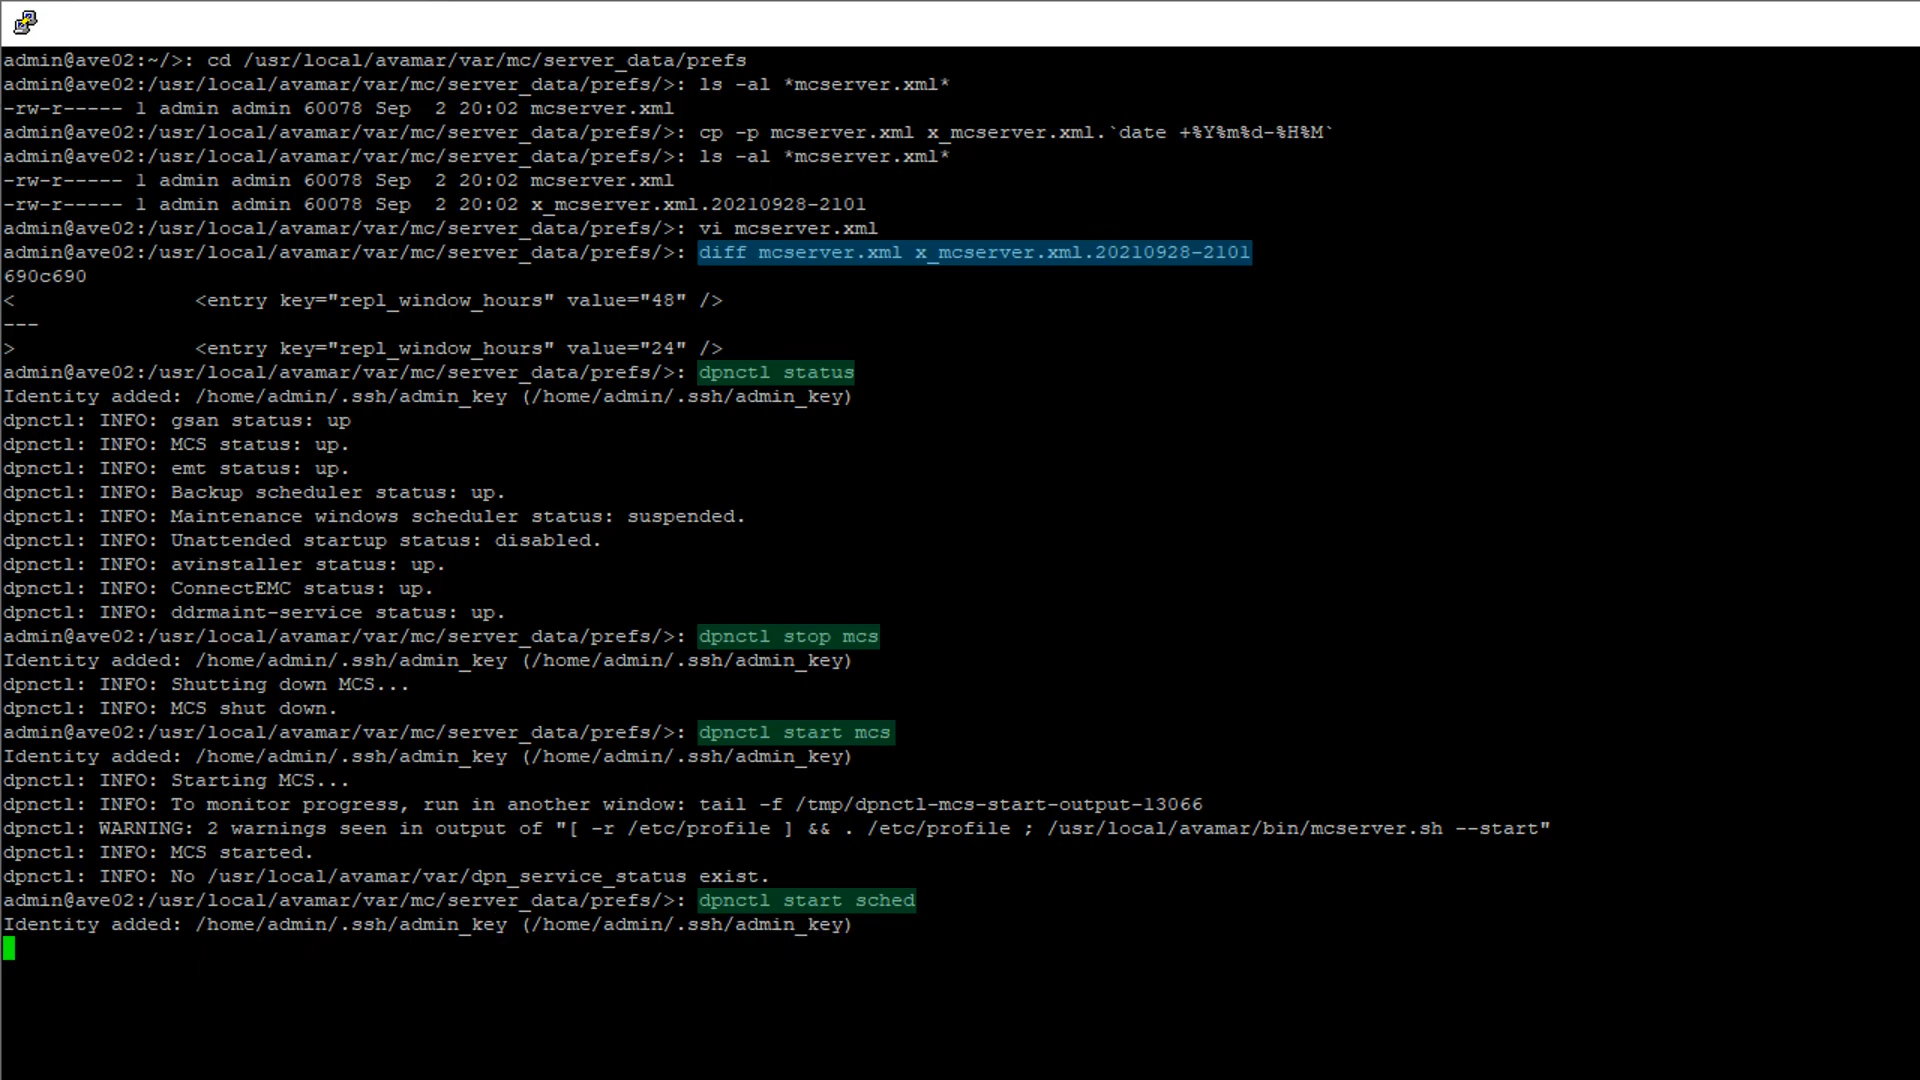 admin@ave02:~/>: cd /usr/local/avamar/var/mc/server_data/prefs
admin@ave02:/usr/local/avamar/var/mc/server_data/prefs/>: ls -al *mcserver.xml*
-rw-r----- 1 admin admin 60078 Sep  2 20:02 mcserver.xml
admin@ave02:/usr/local/avamar/var/mc/server_data/prefs/>: cp -p mcserver.xml x_mcserver.xml.`date +%Y%m%d-%H%M`
admin@ave02:/usr/local/avamar/var/mc/server_data/prefs/>: ls -al *mcserver.xml*
-rw-r----- 1 admin admin 60078 Sep  2 20:02 mcserver.xml
-rw-r----- 1 admin admin 60078 Sep  2 20:02 x_mcserver.xml.20210928-2101
admin@ave02:/usr/local/avamar/var/mc/server_data/prefs/>: vi mcserver.xml
admin@ave02:/usr/local/avamar/var/mc/server_data/prefs/>: diff mcserver.xml x_mcserver.xml.20210928-2101
690c690
<               <entry key="repl_window_hours" value="48" />
---
>               <entry key="repl_window_hours" value="24" />
admin@ave02:/usr/local/avamar/var/mc/server_data/prefs/>: dpnctl status
Identity added: /home/admin/.ssh/admin_key (/home/admin/.ssh/admin_key)
dpnctl: INFO: gsan status: up
dpnctl: INFO: MCS status: up.
dpnctl: INFO: emt status: up.
dpnctl: INFO: Backup scheduler status: up.
dpnctl: INFO: Maintenance windows scheduler status: suspended.
dpnctl: INFO: Unattended startup status: disabled.
dpnctl: INFO: avinstaller status: up.
dpnctl: INFO: ConnectEMC status: up.
dpnctl: INFO: ddrmaint-service status: up.
admin@ave02:/usr/local/avamar/var/mc/server_data/prefs/>: dpnctl stop mcs
Identity added: /home/admin/.ssh/admin_key (/home/admin/.ssh/admin_key)
dpnctl: INFO: Shutting down MCS...
dpnctl: INFO: MCS shut down.
admin@ave02:/usr/local/avamar/var/mc/server_data/prefs/>: dpnctl start mcs
Identity added: /home/admin/.ssh/admin_key (/home/admin/.ssh/admin_key)
dpnctl: INFO: Starting MCS...
dpnctl: INFO: To monitor progress, run in another window: tail -f /tmp/dpnctl-mcs-start-output-13066
dpnctl: WARNING: 2 warnings seen in output of "[ -r /etc/profile ] && . /etc/profile ; /usr/local/avamar/bin/mcserver.sh --start"
dpnctl: INFO: MCS started.
dpnctl: INFO: No /usr/local/avamar/var/dpn_service_status exist.
admin@ave02:/usr/local/avamar/var/mc/server_data/prefs/>: dpnctl start sched
Identity added: /home/admin/.ssh/admin_key (/home/admin/.ssh/admin_key)